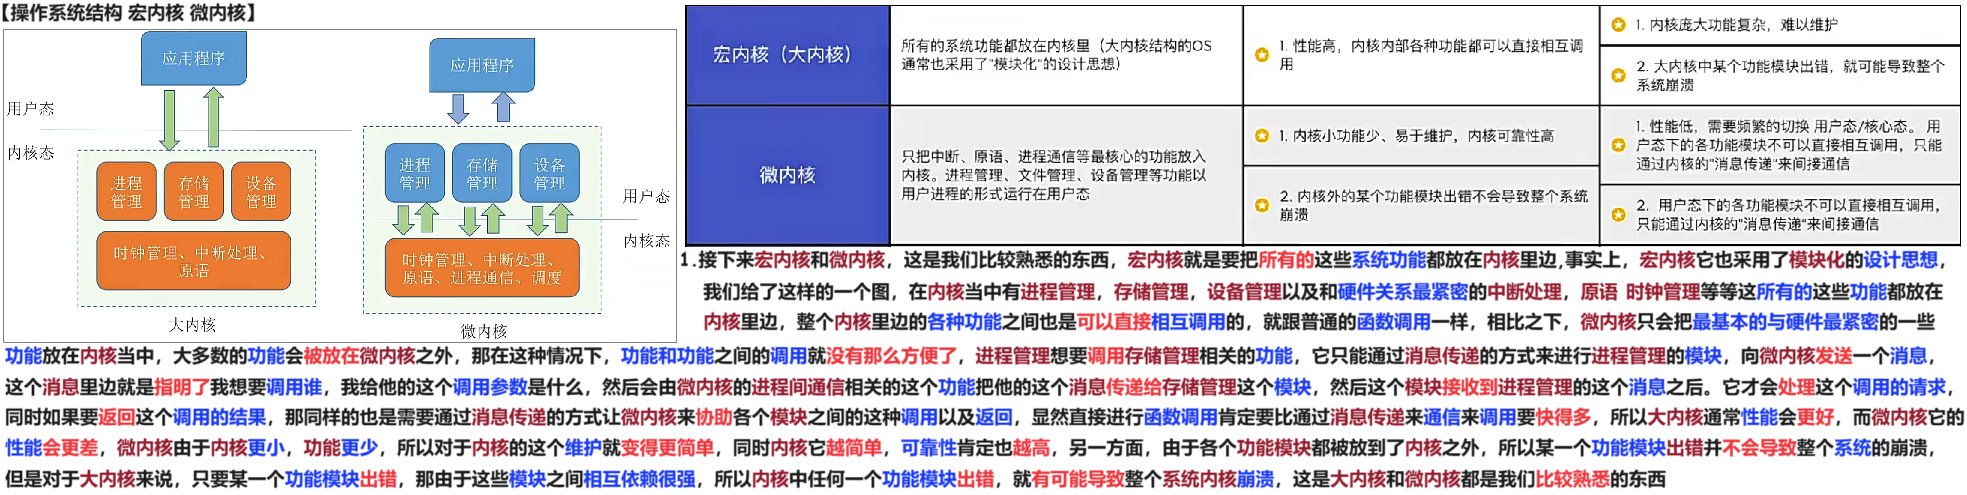 【操作系统结构 宏内核 微内核】
应用程序
用户态
内核态
进程
管理
存储
管理
设备
管理
时钟管理、中断处理、
原语
大内核
应用程序
进程
管理
存储
管理
设备
管理
用户态
内核态
时钟管理、中断处理、
原语、进程通信、调度
微内核
宏内核（大内核）
所有的系统功能都放在内核里（大内核结构的OS
通常也采用了"模块化"的设计思想）
1. 性能高，内核内部各种功能都可以直接相互调
用
1. 内核庞大功能复杂，难以维护
2. 大内核中某个功能模块出错，就可能导致整个
系统崩溃
微内核
只把中断、原语、进程通信等最核心的功能放入
内核。进程管理、文件管理、设备管理等功能以
用户进程的形式运行在用户态
1. 内核小功能少、易于维护，内核可靠性高
2. 内核外的某个功能模块出错不会导致整个系统
崩溃
1. 性能低，需要频繁的切换 用户态/核心态。 用
户态下的各功能模块不可以直接相互调用，只能
通过内核的"消息传递"来间接通信
2. 用户态下的各功能模块不可以直接相互调用，
只能通过内核的"消息传递"来间接通信
1.接下来宏内核和微内核，这是我们比较熟悉的东西，宏内核就是要把所有的这些系统功能都放在内核里边,事实上，宏内核它也采用了模块化的设计思想，
我们给了这样的一个图，在内核当中有进程管理，存储管理，设备管理以及和硬件关系最紧密的中断处理，原语 时钟管理等等这所有的这些功能都放在
内核里边，整个内核里边的各种功能之间也是可以直接相互调用的，就跟普通的函数调用一样，相比之下，微内核只会把最基本的与硬件最紧密的一些
功能放在内核当中，大多数的功能会被放在微内核之外，那在这种情况下，功能和功能之间的调用就没有那么方便了，进程管理想要调用存储管理相关的功能，它只能通过消息传递的方式来进行进程管理的模块，向微内核发送一个消息，
这个消息里边就是指明了我想要调用谁，我给他的这个调用参数是什么，然后会由微内核的进程间通信相关的这个功能把他的这个消息传递给存储管理这个模块，然后这个模块接收到进程管理的这个消息之后。它才会处理这个调用的请求，
同时如果要返回这个调用的结果，那同样的也是需要通过消息传递的方式让微内核来协助各个模块之间的这种调用以及返回，显然直接进行函数调用肯定要比通过消息传递来通信来调用要快得多，所以大内核通常性能会更好，而微内核它的
性能会更差，微内核由于内核更小，功能更少，所以对于内核的这个维护就变得更简单，同时内核它越简单，可靠性肯定也越高，另一方面，由于各个功能模块都被放到了内核之外，所以某一个功能模块出错并不会导致整个系统的崩溃，
但是对于大内核来说，只要某一个功能模块出错，那由于这些模块之间相互依赖很强，所以内核中任何一个功能模块出错，就有可能导致整个系统内核崩溃，这是大内核和微内核都是我们比较熟悉的东西